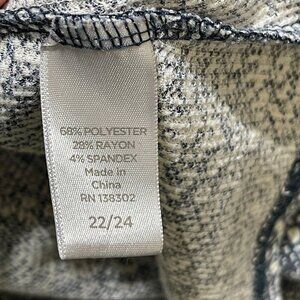 68% POLYESTER
28% RAYON
4% SPANDEX
Made in
China
RN 138302
22/24